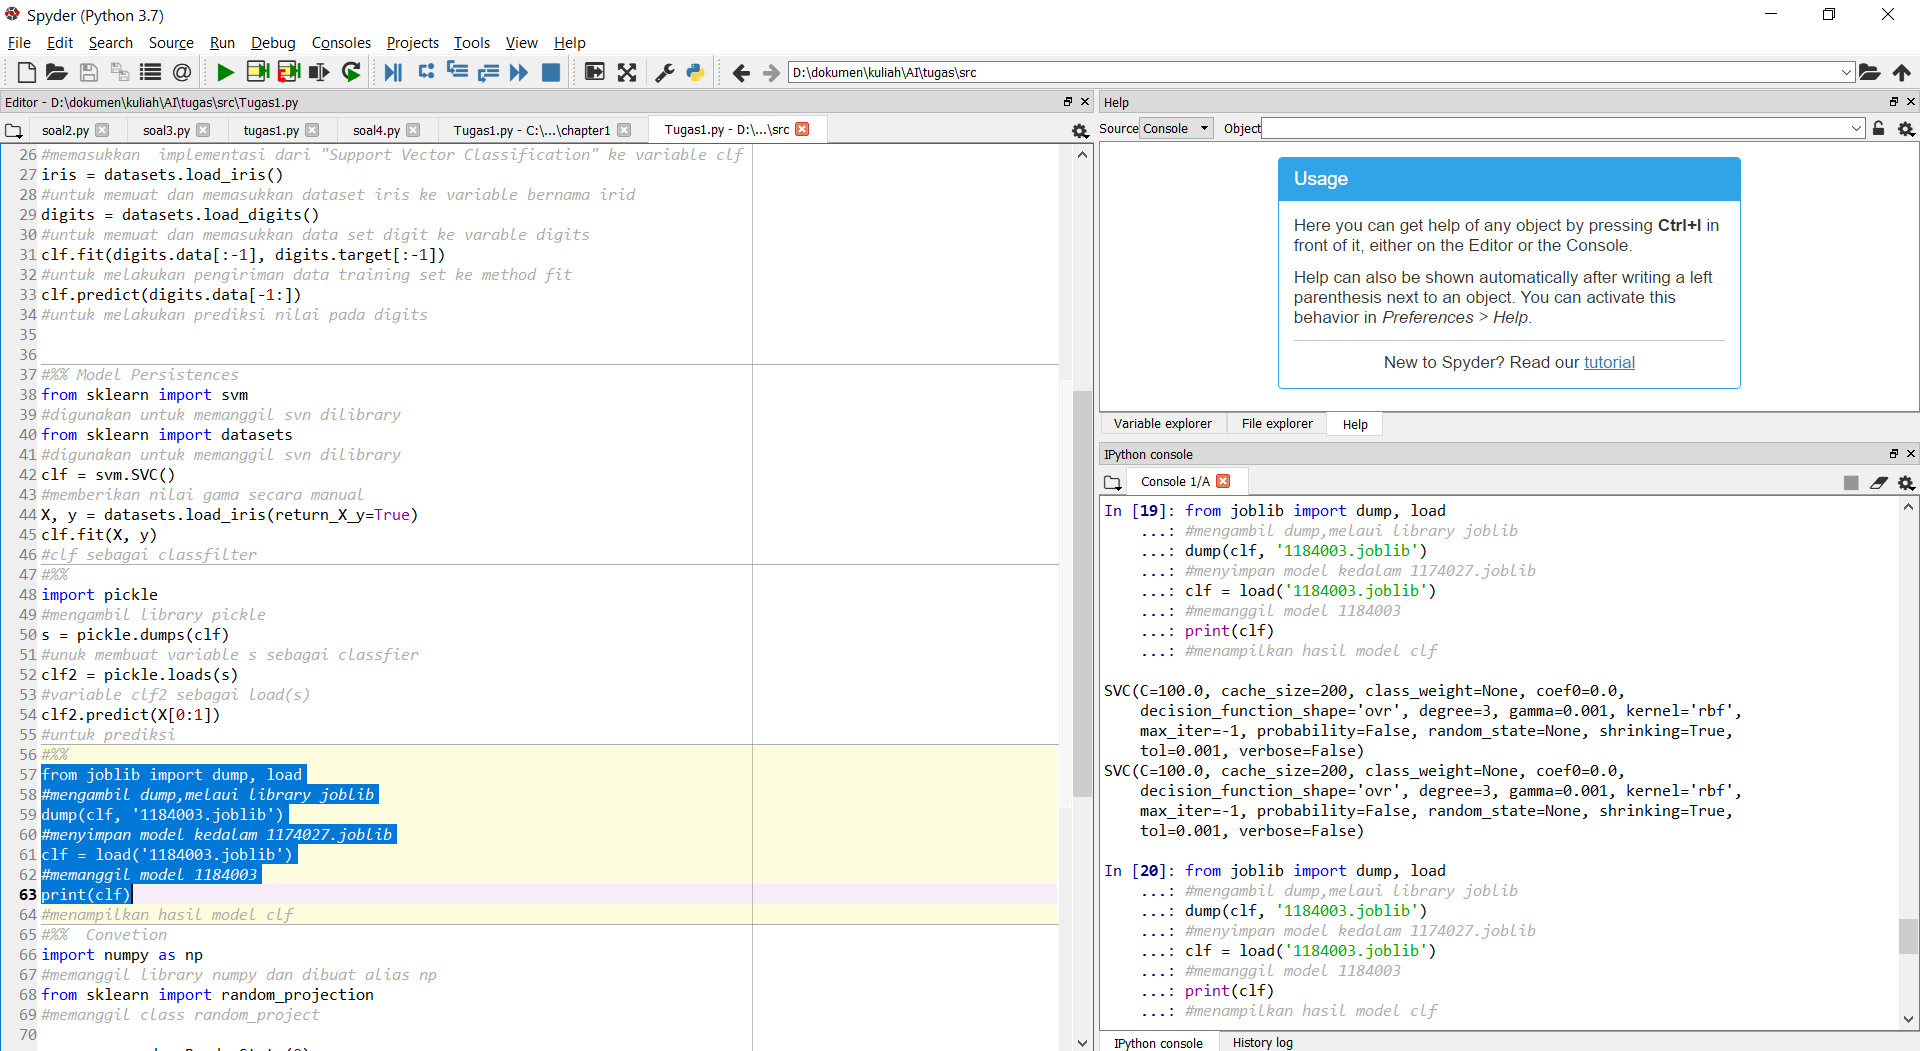 Spyder (Python 3.7)
File Edit Search Source Run Debug Consoles Projects Tools View Help
D:\dokumen\kuliah\AI\tugas\src
Editor - D:\dokumen\kuliah\AI\tugas\src\Tugas1.py
soal2.py soal3.py tugas1.py soal4.py Tugas1.py - C:\...\chapter1 Tugas1.py - D:\...\src
26 #memasukkan  implementasi dari "Support Vector Classification" ke variable clf
27 iris = datasets.load_iris()
28 #untuk memuat dan memasukkan dataset iris ke variable bernama irid
29 digits = datasets.load_digits()
30 #untuk memuat dan memasukkan data set digit ke varable digits
31 clf.fit(digits.data[:-1], digits.target[:-1])
32 #untuk melakukan pengiriman data training set ke method fit
33 clf.predict(digits.data[-1:])
34 #untuk melakukan prediksi nilai pada digits
35
36
37 #%% Model Persistences
38 from sklearn import svm
39 #digunakan untuk memanggil svn dilibrary
40 from sklearn import datasets
41 #digunakan untuk memanggil svn dilibrary
42 clf = svm.SVC()
43 #memberikan nilai gama secara manual
44 X, y = datasets.load_iris(return_X_y=True)
45 clf.fit(X, y)
46 #clf sebagai classfilter
47 #%%
48 import pickle
49 #mengambil library pickle
50 s = pickle.dumps(clf)
51 #unuk membuat variable s sebagai classfier
52 clf2 = pickle.loads(s)
53 #variable clf2 sebagai load(s)
54 clf2.predict(X[0:1])
55 #untuk prediksi
56 #%%
57 from joblib import dump, load
58 #mengambil dump,melaui library joblib
59 dump(clf, '1184003.joblib')
60 #menyimpan model kedalam 1174027.joblib
61 clf = load('1184003.joblib')
62 #memanggil model 1184003
63 print(clf)
64 #menampilkan hasil model clf
65 #%%  Convetion
66 import numpy as np
67 #memanggil library numpy dan dibuat alias np
68 from sklearn import random_projection
69 #memanggil class random_project
70
Help
Source Console Object
Usage
Here you can get help of any object by pressing Ctrl+I in
front of it, either on the Editor or the Console.
Help can also be shown automatically after writing a left
parenthesis next to an object. You can activate this
behavior in Preferences > Help.
New to Spyder? Read our tutorial
Variable explorer File explorer Help
IPython console
Console 1/A
In [19]: from joblib import dump, load
...: #mengambil dump,melaui library joblib
...: dump(clf, '1184003.joblib')
...: #menyimpan model kedalam 1174027.joblib
...: clf = load('1184003.joblib')
...: #memanggil model 1184003
...: print(clf)
...: #menampilkan hasil model clf
SVC(C=100.0, cache_size=200, class_weight=None, coef0=0.0,
decision_function_shape='ovr', degree=3, gamma=0.001, kernel='rbf',
max_iter=-1, probability=False, random_state=None, shrinking=True,
tol=0.001, verbose=False)
SVC(C=100.0, cache_size=200, class_weight=None, coef0=0.0,
decision_function_shape='ovr', degree=3, gamma=0.001, kernel='rbf',
max_iter=-1, probability=False, random_state=None, shrinking=True,
tol=0.001, verbose=False)
In [20]: from joblib import dump, load
...: #mengambil dump,melaui library joblib
...: dump(clf, '1184003.joblib')
...: #menyimpan model kedalam 1174027.joblib
...: clf = load('1184003.joblib')
...: #memanggil model 1184003
...: print(clf)
...: #menampilkan hasil model clf
IPython console History log